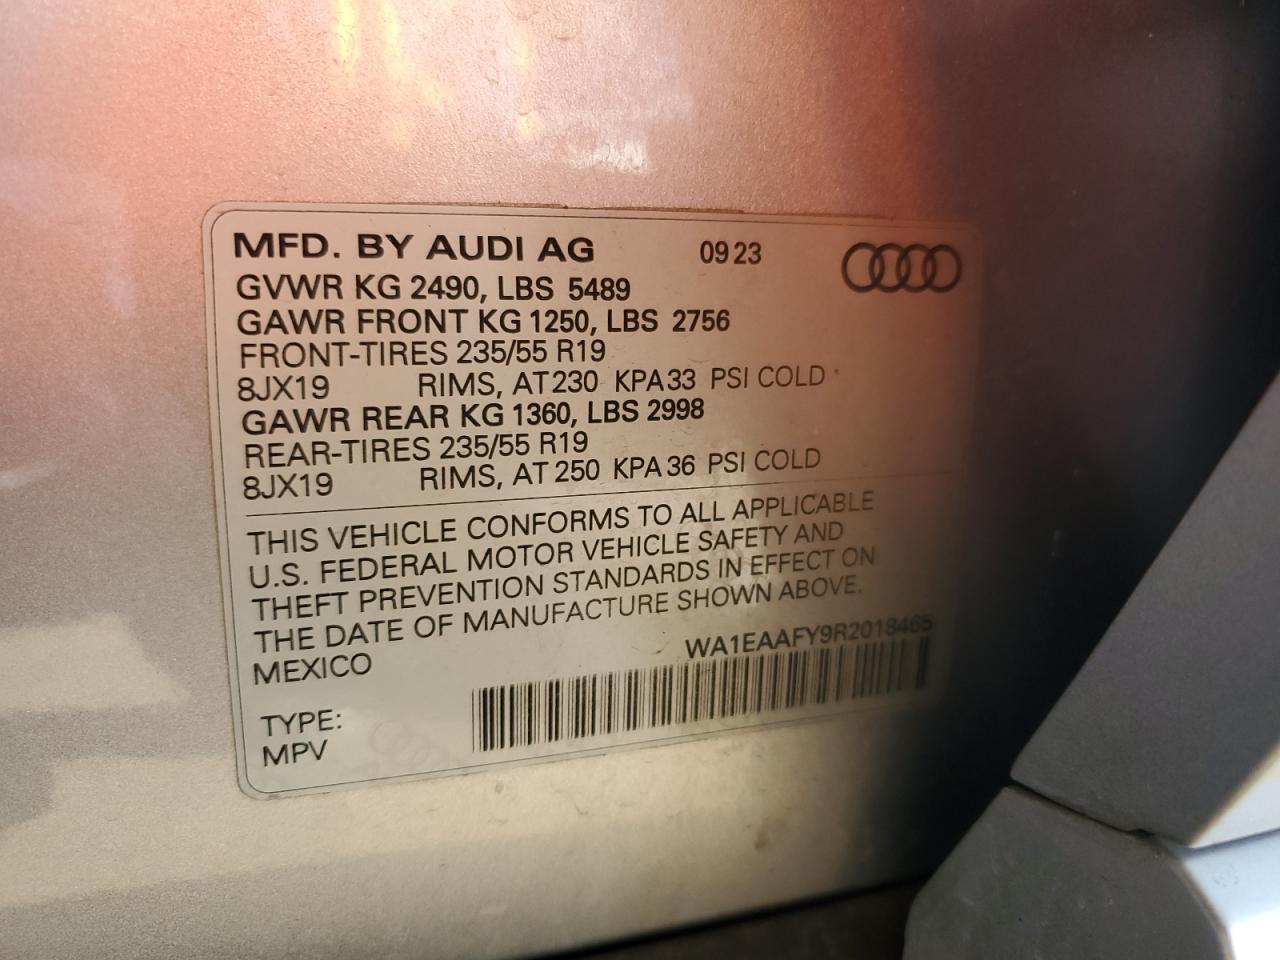 MFD. BY AUDI AG 09 23
GVWR KG 2490, LBS 5489
GAWR FRONT KG 1250, LBS 2756
FRONT-TIRES 235/55 R19
8JX19 RIMS, AT 230 KPA 33 PSI COLD
GAWR REAR KG 1360, LBS 2998
REAR-TIRES 235/55 R19
8JX19 RIMS, AT 250 KPA 36 PSI COLD
THIS VEHICLE CONFORMS TO ALL APPLICABLE
U.S. FEDERAL MOTOR VEHICLE SAFETY AND
THEFT PREVENTION STANDARDS IN EFFECT ON
THE DATE OF MANUFACTURE SHOWN ABOVE.
MEXICO WA1EAAFY9R2018465
TYPE:
MPV